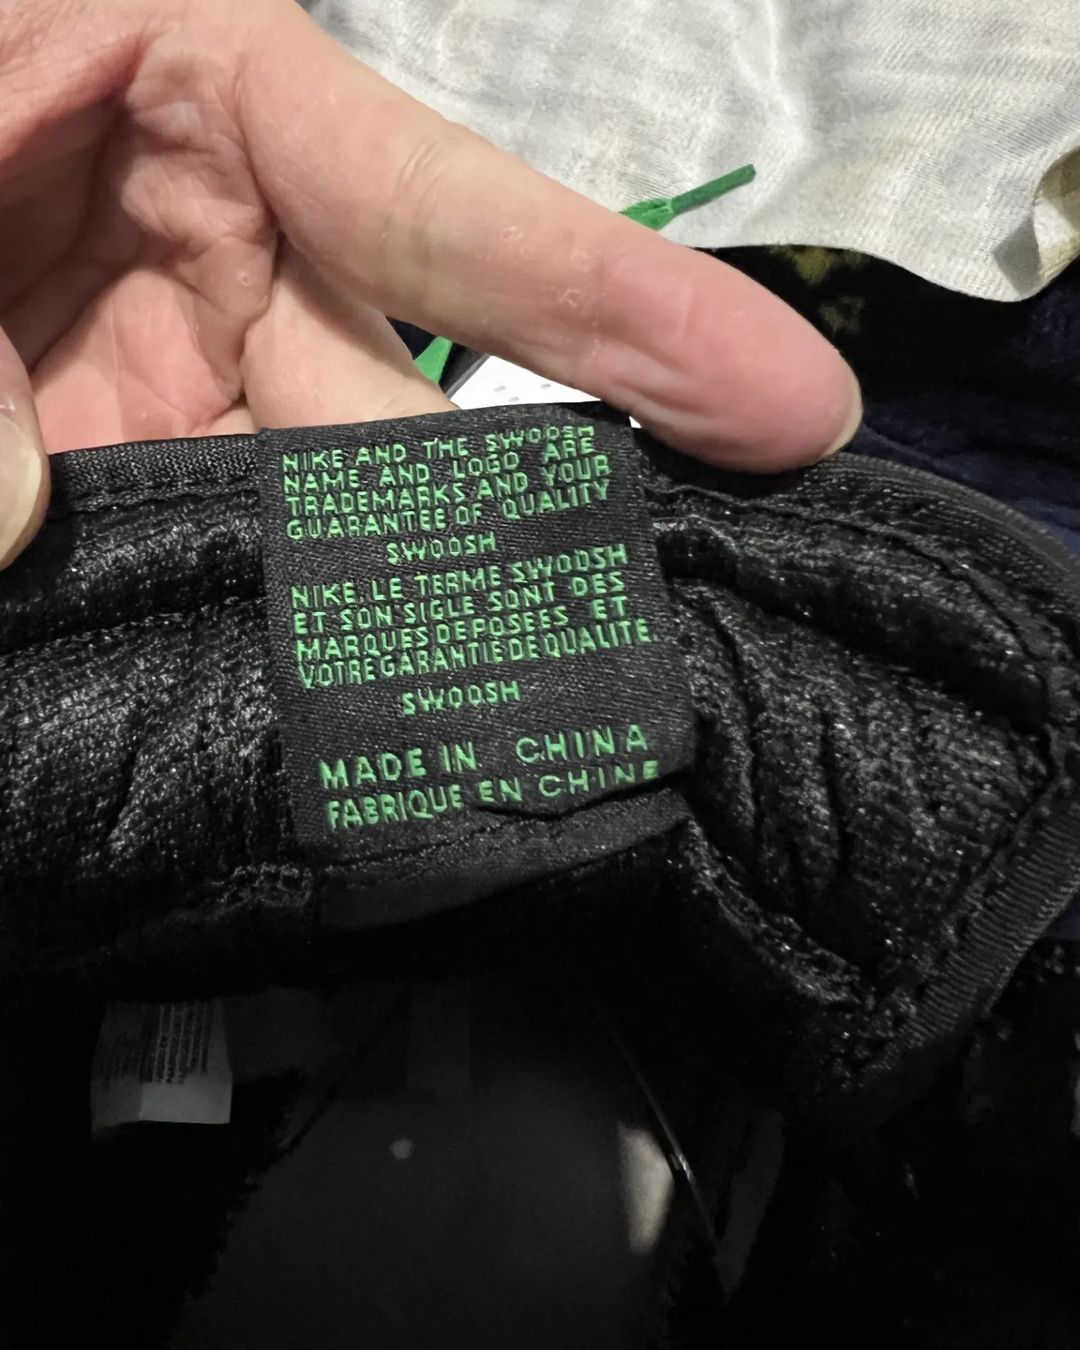 NIKE AND THE SWOOSH
NAME AND LOGO ARE
TRADEMARKS AND YOUR
GUARANTEE OF QUALITY
SWOOSH
NIKE, LE TERME SWOOSH
ET SON SIGLE SONT DES
MARQUES DEPOSEES ET
VOTRE GARANTIE DE QUALITE.
SWOOSH
MADE IN CHINA
FABRIQUE EN CHINE